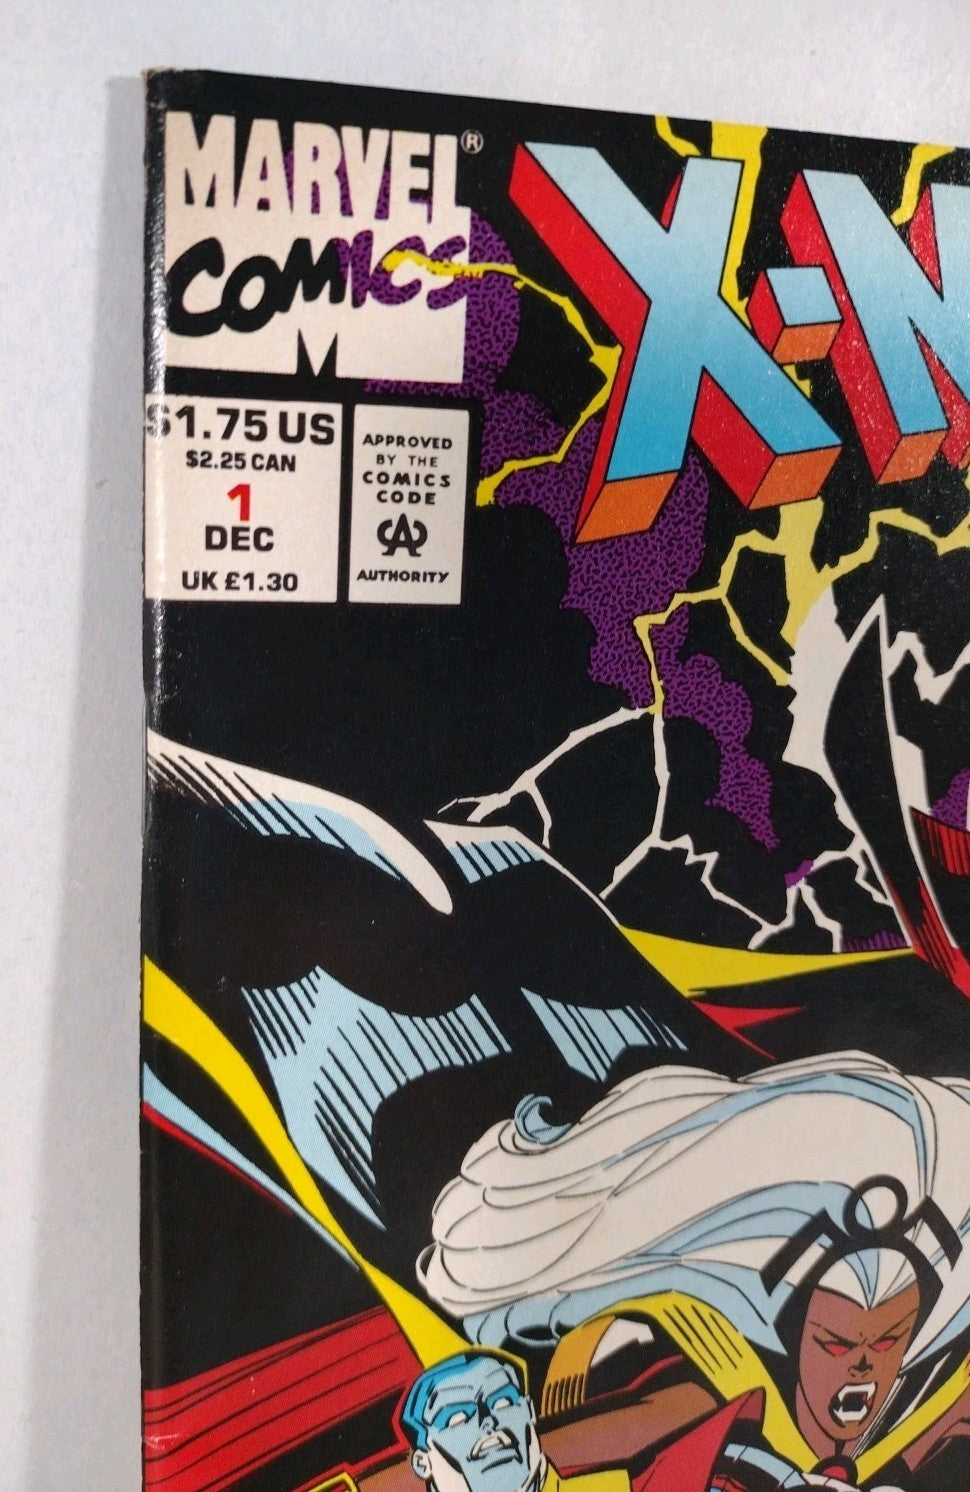 MARVEL®
COMICS
M
X-M
$1.75 US
$2.25 CAN
1
DEC
UK £1.30
APPROVED
BY THE
COMICS
CODE
CA
AUTHORITY